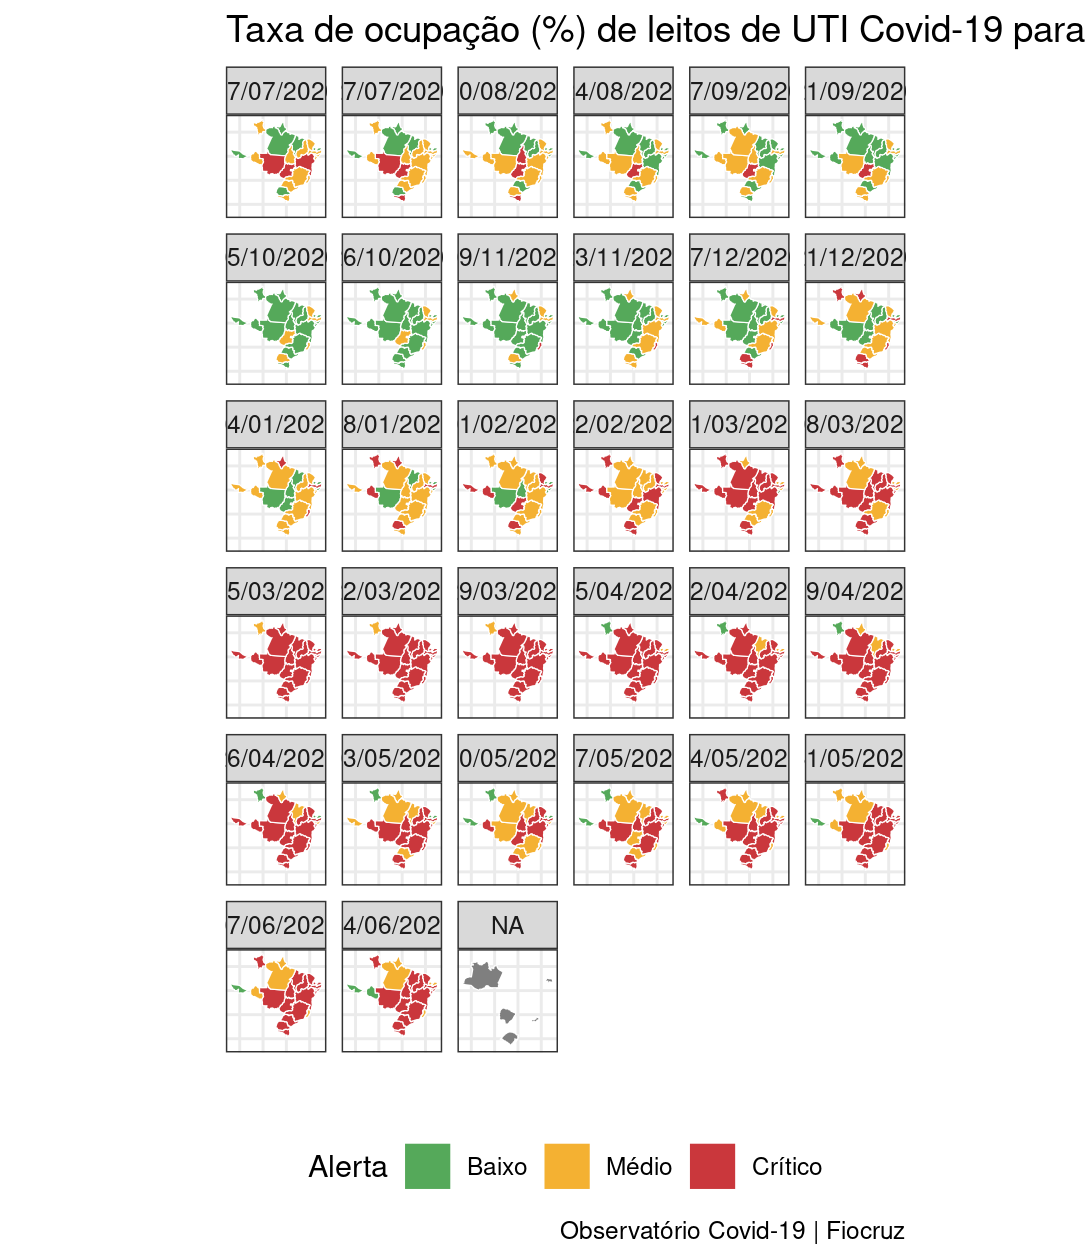 Taxa de ocupação (%) de leitos de UTI Covid-19 para
7/07/202 7/07/202 0/08/202 4/08/202 7/09/202 1/09/202
5/10/202 6/10/202 9/11/202 3/11/202 7/12/202 1/12/202
4/01/202 8/01/202 1/02/202 2/02/202 1/03/202 8/03/202
5/03/202 2/03/202 9/03/202 5/04/202 2/04/202 9/04/202
6/04/202 3/05/202 0/05/202 7/05/202 4/05/202 1/05/202
7/06/202 4/06/202 NA
Alerta Baixo Médio Crítico
Observatório Covid-19 | Fiocruz